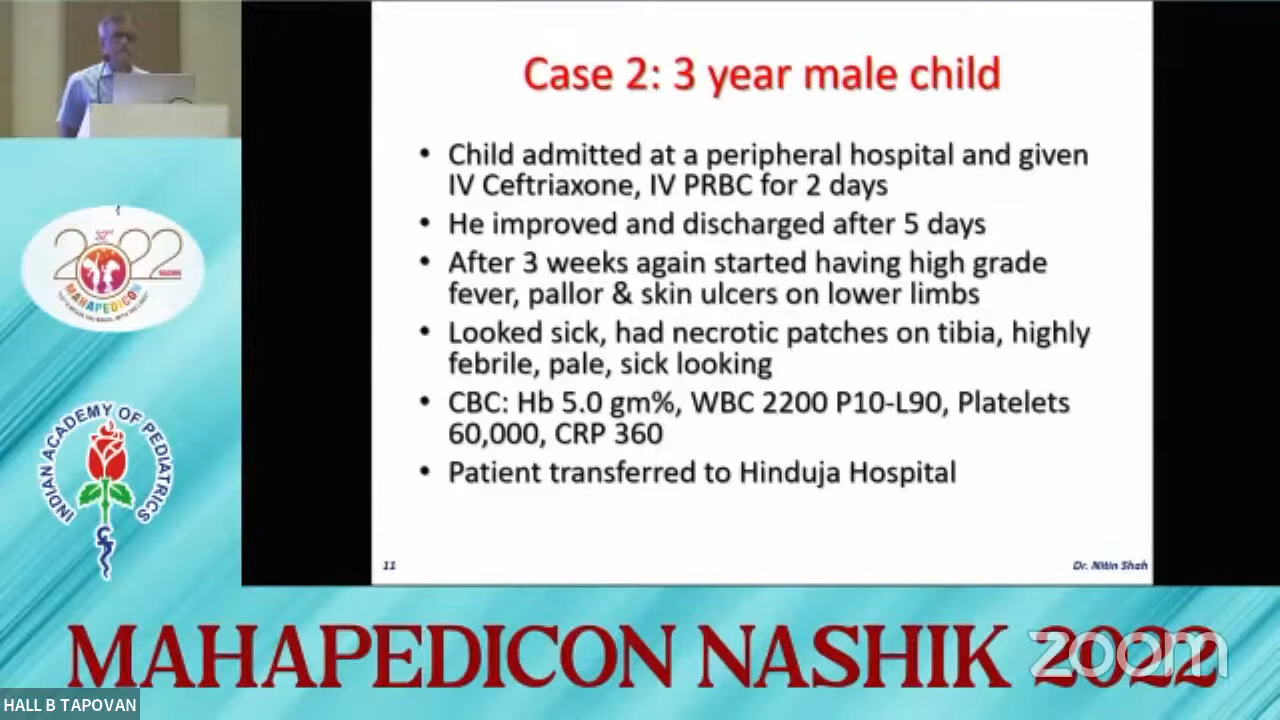 Case 2: 3 year male child
• Child admitted at a peripheral hospital and given
IV Ceftriaxone, IV PRBC for 2 days
• He improved and discharged after 5 days
• After 3 weeks again started having high grade
fever, pallor & skin ulcers on lower limbs
• Looked sick, had necrotic patches on tibia, highly
febrile, pale, sick looking
• CBC: Hb 5.0 gm%, WBC 2200 P10-L90, Platelets
60,000, CRP 360
• Patient transferred to Hinduja Hospital
11
Dr. Nitin Shah
2022
MAHAPEDICON
INDIAN ACADEMY OF PEDIATRICS
MAHAPEDICON NASHIK 2022
zoom
HALL B TAPOVAN